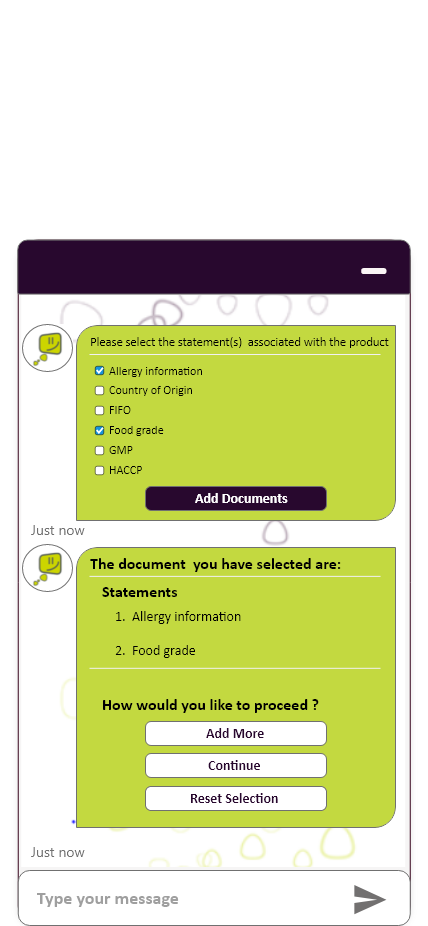 Please select the statement(s) associated with the product
Allergy information
Country of Origin
FIFO
Food grade
GMP
HACCP
Add Documents
Just now
The document you have selected are:
Statements
1. Allergy information
2. Food grade
How would you like to proceed ?
Add More
Continue
Reset Selection
Just now
Type your message